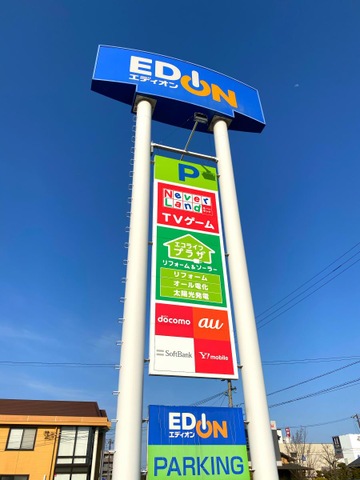 EDION
エディオン
P
Never
Land
TVゲーム
エコライフ
プラザ
リフォーム&ソーラー
リフォーム
オール電化
太陽光発電
docomo
au
SoftBank
Y!mobile
EDION
エディオン
PARKING